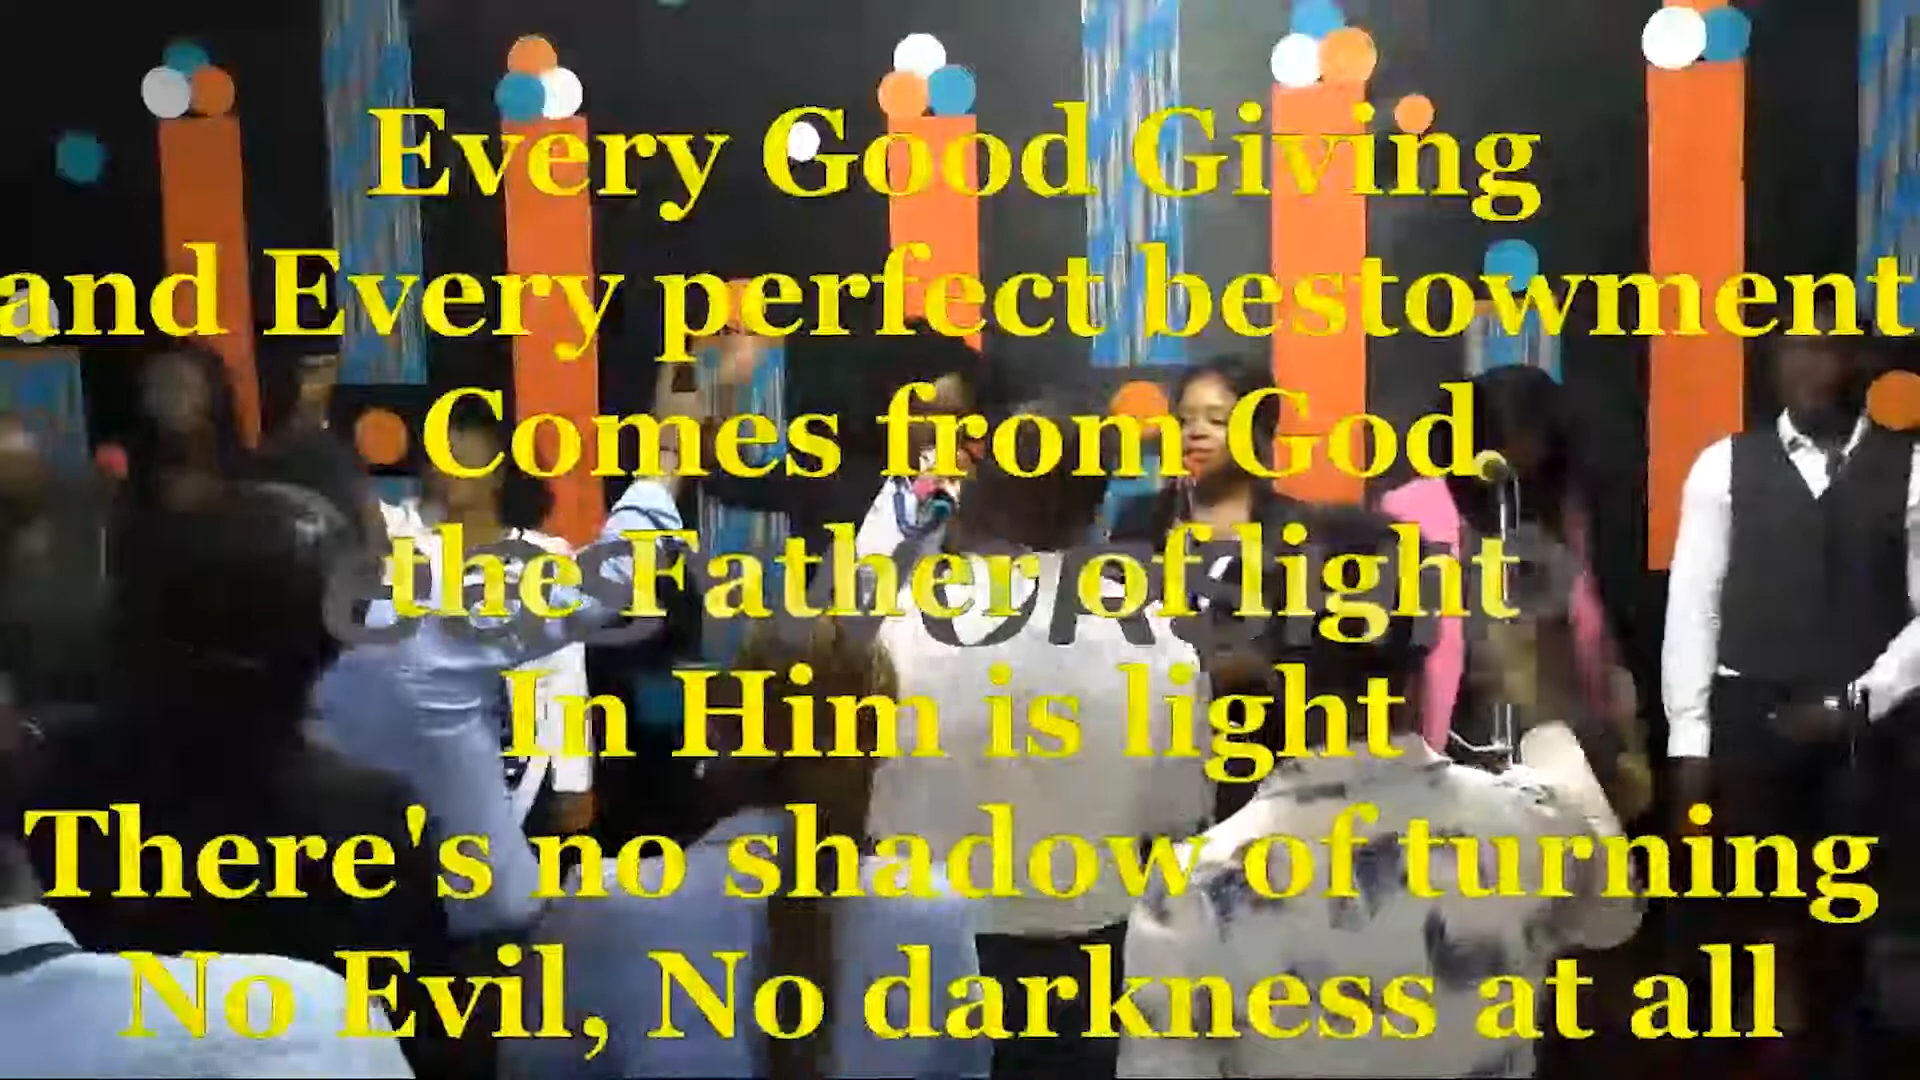 Every Good Giving
and Every perfect bestowment
Comes from God
the Father of light
In Him is light
There's no shadow of turning
No Evil, No darkness at all